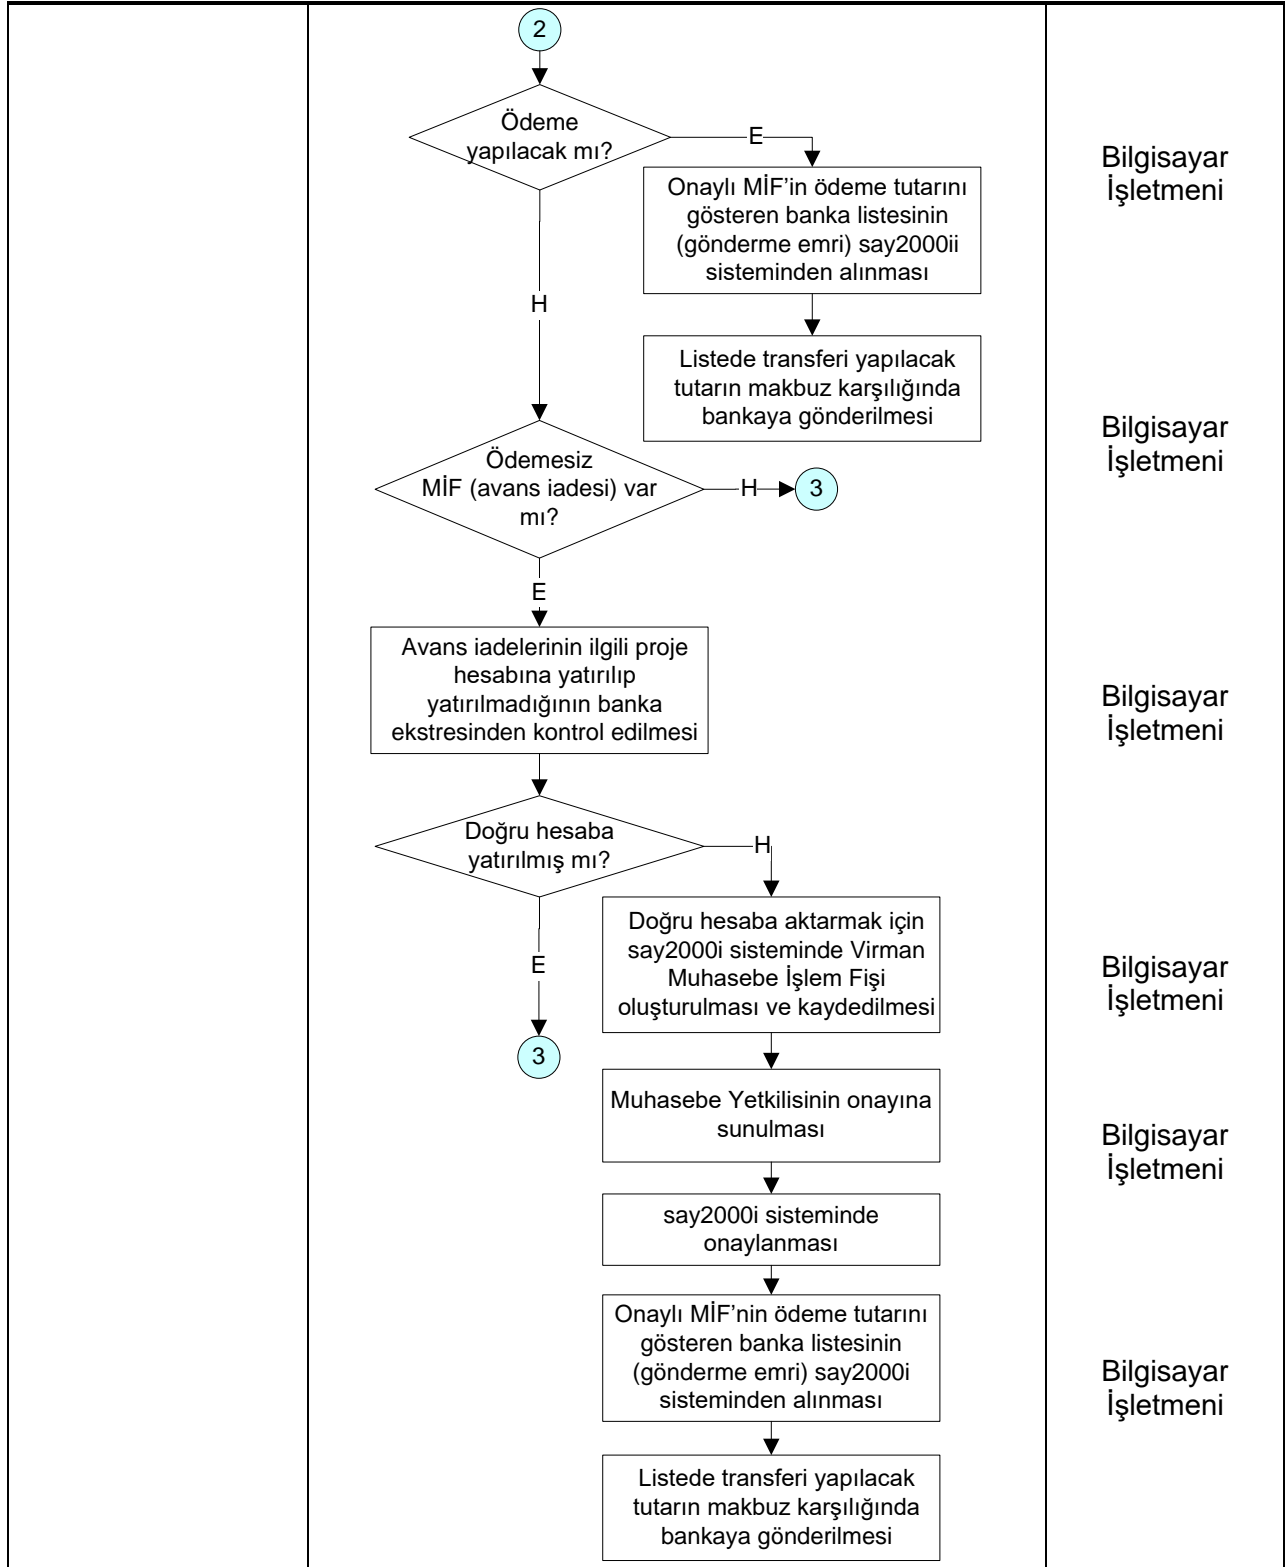 2
Ödeme
yapılacak mı?
E
Bilgisayar
İşletmeni
Onaylı MİF’in ödeme tutarını
gösteren banka listesinin
(gönderme emri) say2000ii
sisteminden alınması
H
Listede transferi yapılacak
tutarın makbuz karşılığında
bankaya gönderilmesi
Bilgisayar
İşletmeni
Ödemesiz
MİF (avans iadesi) var
mı?
H
3
E
Avans iadelerinin ilgili proje
hesabına yatırılıp
yatırılmadığının banka
ekstresinden kontrol edilmesi
Bilgisayar
İşletmeni
Doğru hesaba
yatırılmış mı?
H
Doğru hesaba aktarmak için
say2000i sisteminde Virman
Muhasebe İşlem Fişi
oluşturulması ve kaydedilmesi
E
Bilgisayar
İşletmeni
3
Muhasebe Yetkilisinin onayına
sunulması
Bilgisayar
İşletmeni
say2000i sisteminde
onaylanması
Onaylı MİF’nin ödeme tutarını
gösteren banka listesinin
(gönderme emri) say2000i
sisteminden alınması
Bilgisayar
İşletmeni
Listede transferi yapılacak
tutarın makbuz karşılığında
bankaya gönderilmesi